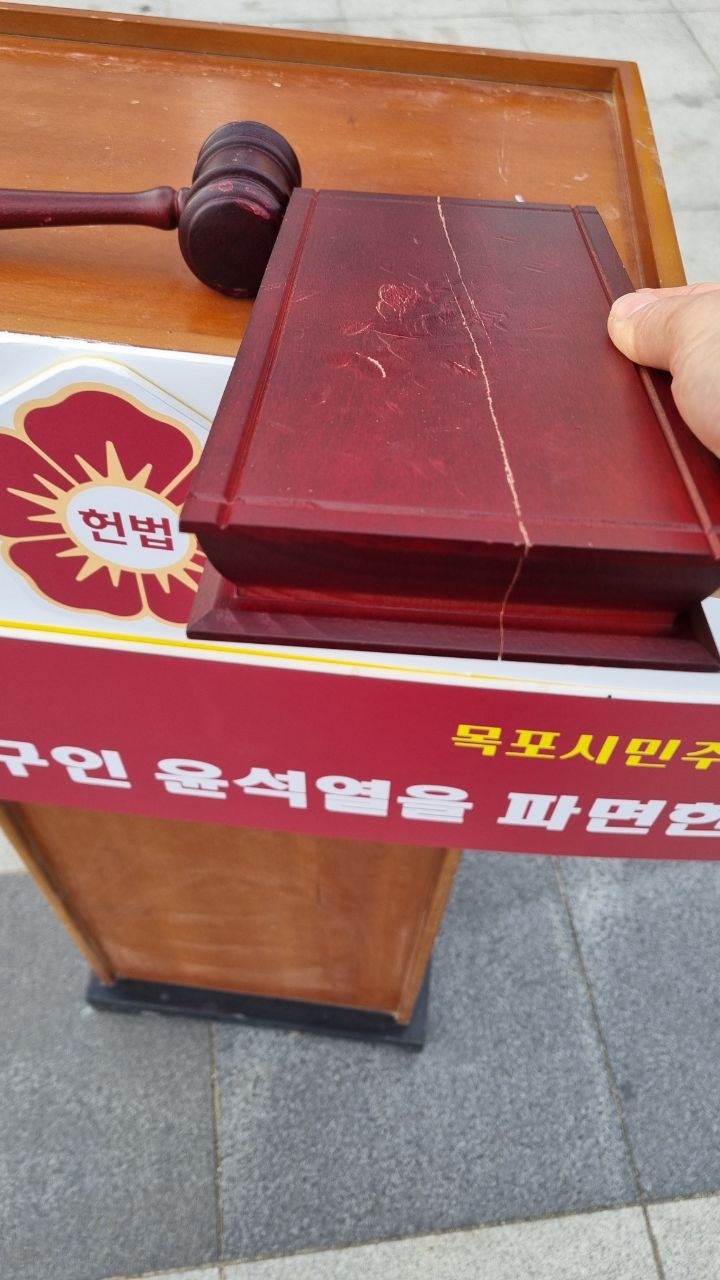 헌법
목포시민주
구인 윤석열을 파면한